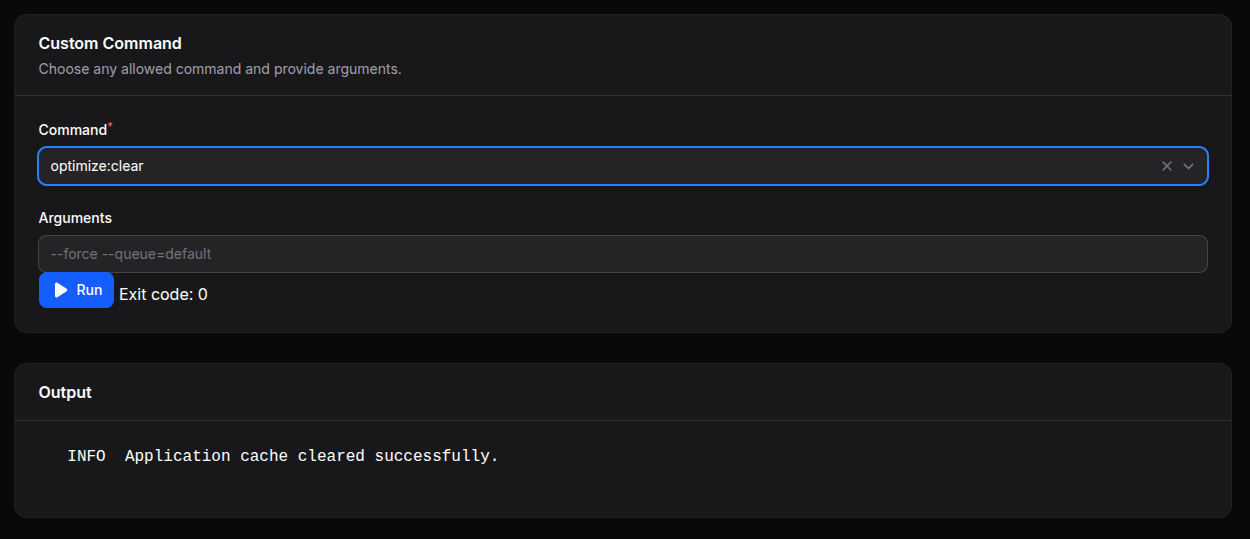 Custom Command
Choose any allowed command and provide arguments.
Command*
optimize:clear
Arguments
--force --queue=default
Run Exit code: 0
Output
INFO  Application cache cleared successfully.